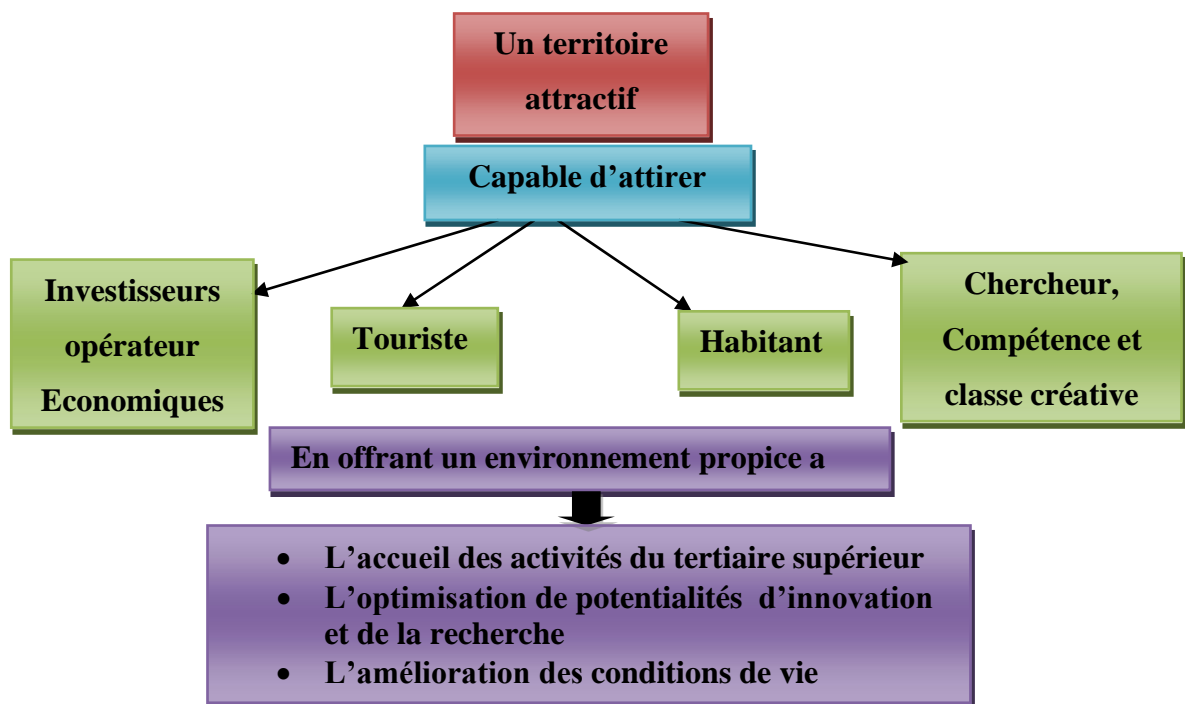 Un territoire
attractif
Capable d’attirer
Investisseurs
opérateur
Economiques
Touriste
Habitant
Chercheur,
Compétence et
classe créative
En offrant un environnement propice a
• L’accueil des activités du tertiaire supérieur
• L’optimisation de potentialités d’innovation
et de la recherche
• L’amélioration des conditions de vie